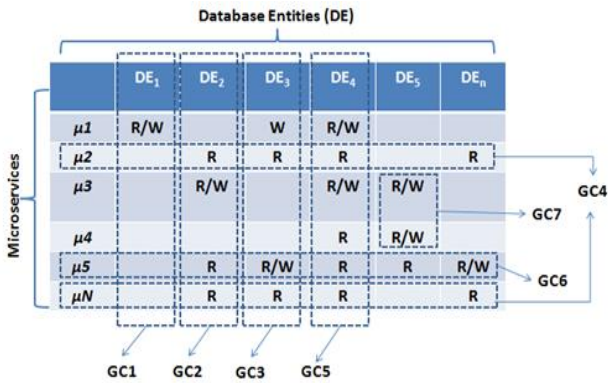 Database Entities (DE)
DE1 DE2 DE3 DE4 DE5 DEn
Microservices
μ1 R/W W R/W
μ2 R R R R
μ3 R/W R/W R/W
GC4
GC7
μ4 R R/W
μ5 R R/W R R R/W
GC6
μN R R R R
GC1 GC2 GC3 GC5